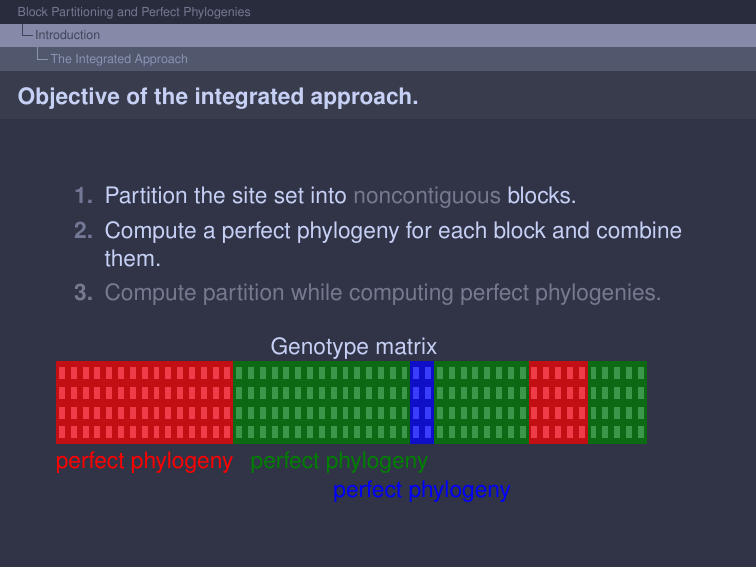 Block Partitioning and Perfect Phylogenies
Introduction
The Integrated Approach
Objective of the integrated approach.
1. Partition the site set into noncontiguous blocks.
2. Compute a perfect phylogeny for each block and combine
them.
3. Compute partition while computing perfect phylogenies.
Genotype matrix
perfect phylogeny perfect phylogeny
perfect phylogeny